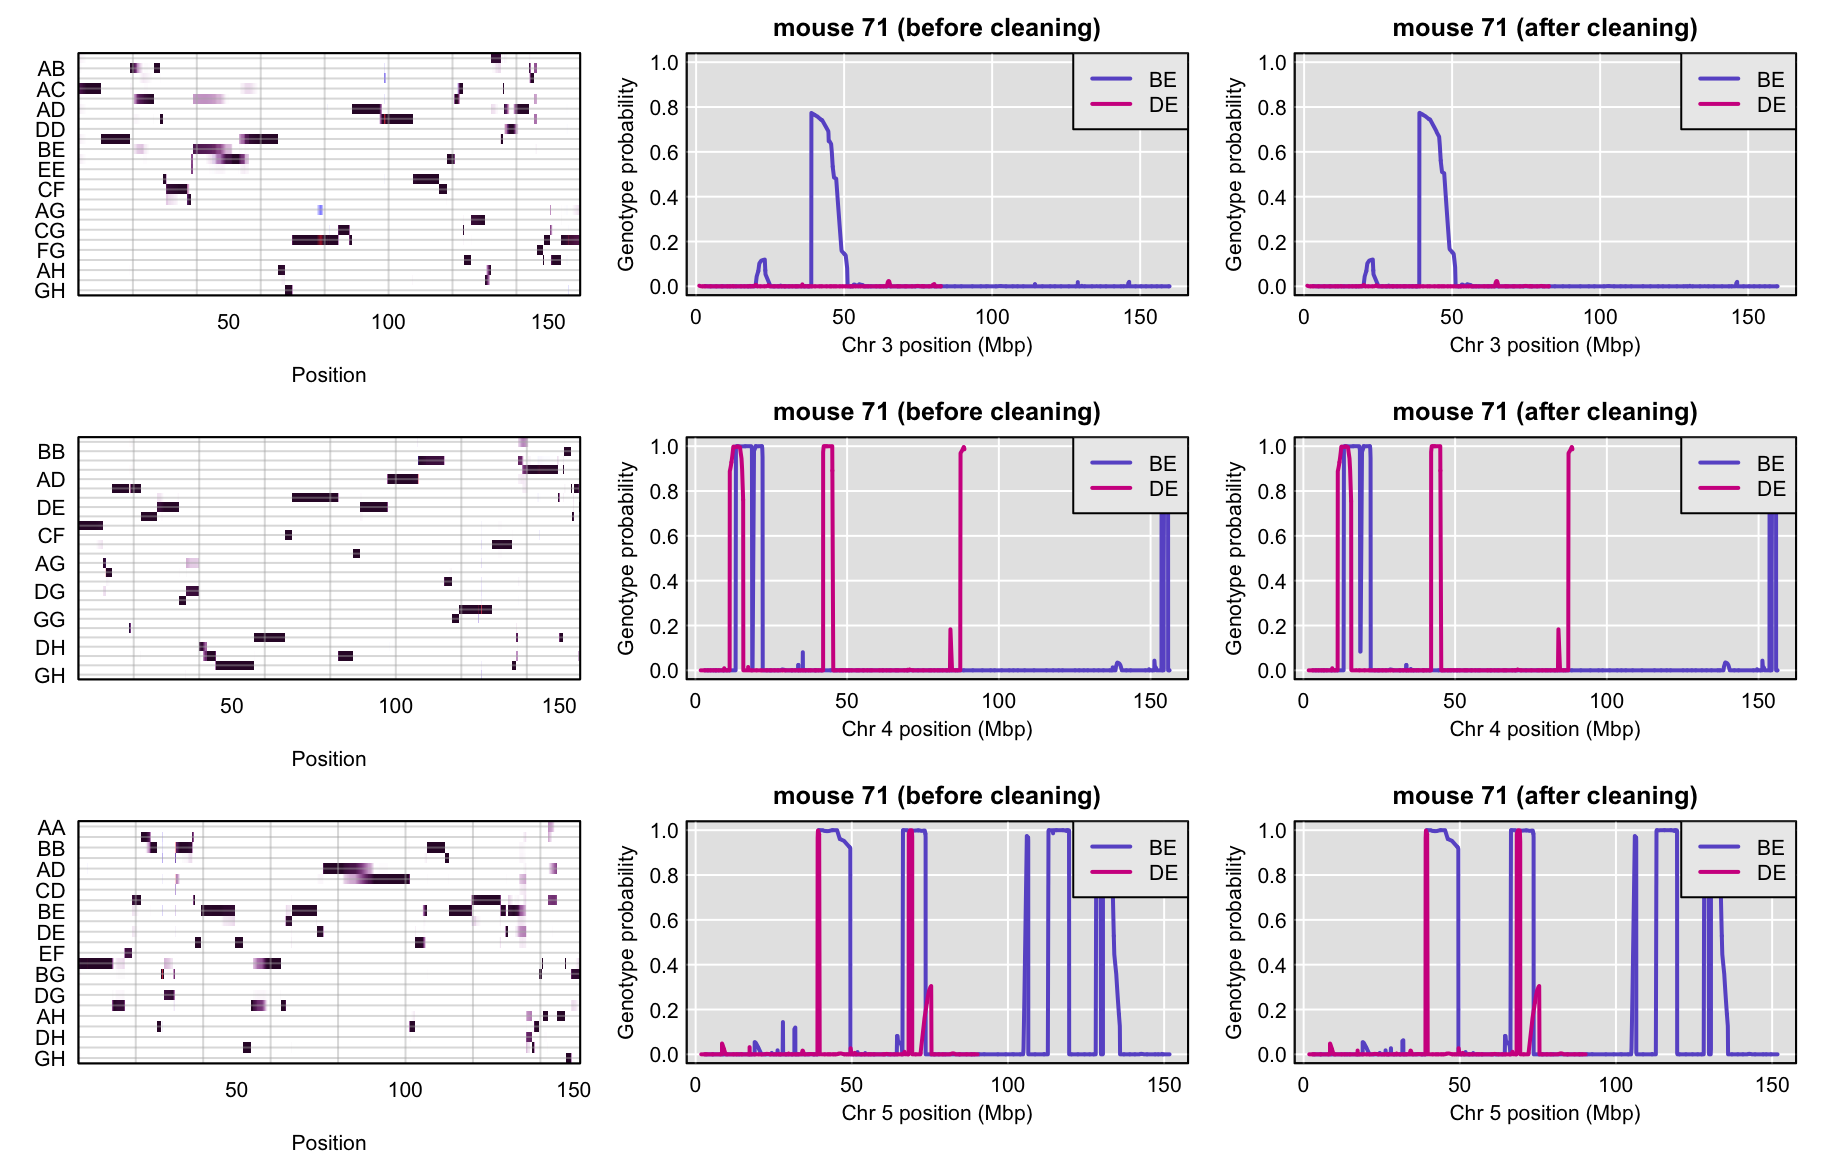 AB
AC
AD
DD
BE
EE
CF
AG
CG
FG
AH
GH
50 100 150
Position
mouse 71 (before cleaning)
1.0
0.8
0.6
0.4
0.2
0.0
Genotype probability
BE
DE
0 50 100 150
Chr 3 position (Mbp)
mouse 71 (after cleaning)
1.0
0.8
0.6
0.4
0.2
0.0
Genotype probability
BE
DE
0 50 100 150
Chr 3 position (Mbp)
BB
AD
DE
CF
AG
DG
GG
DH
GH
50 100 150
Position
mouse 71 (before cleaning)
1.0
0.8
0.6
0.4
0.2
0.0
Genotype probability
BE
DE
0 50 100 150
Chr 4 position (Mbp)
mouse 71 (after cleaning)
1.0
0.8
0.6
0.4
0.2
0.0
Genotype probability
BE
DE
0 50 100 150
Chr 4 position (Mbp)
AA
BB
AD
CD
BE
DE
EF
BG
DG
AH
DH
GH
50 100 150
Position
mouse 71 (before cleaning)
1.0
0.8
0.6
0.4
0.2
0.0
Genotype probability
BE
DE
0 50 100 150
Chr 5 position (Mbp)
mouse 71 (after cleaning)
1.0
0.8
0.6
0.4
0.2
0.0
Genotype probability
BE
DE
0 50 100 150
Chr 5 position (Mbp)